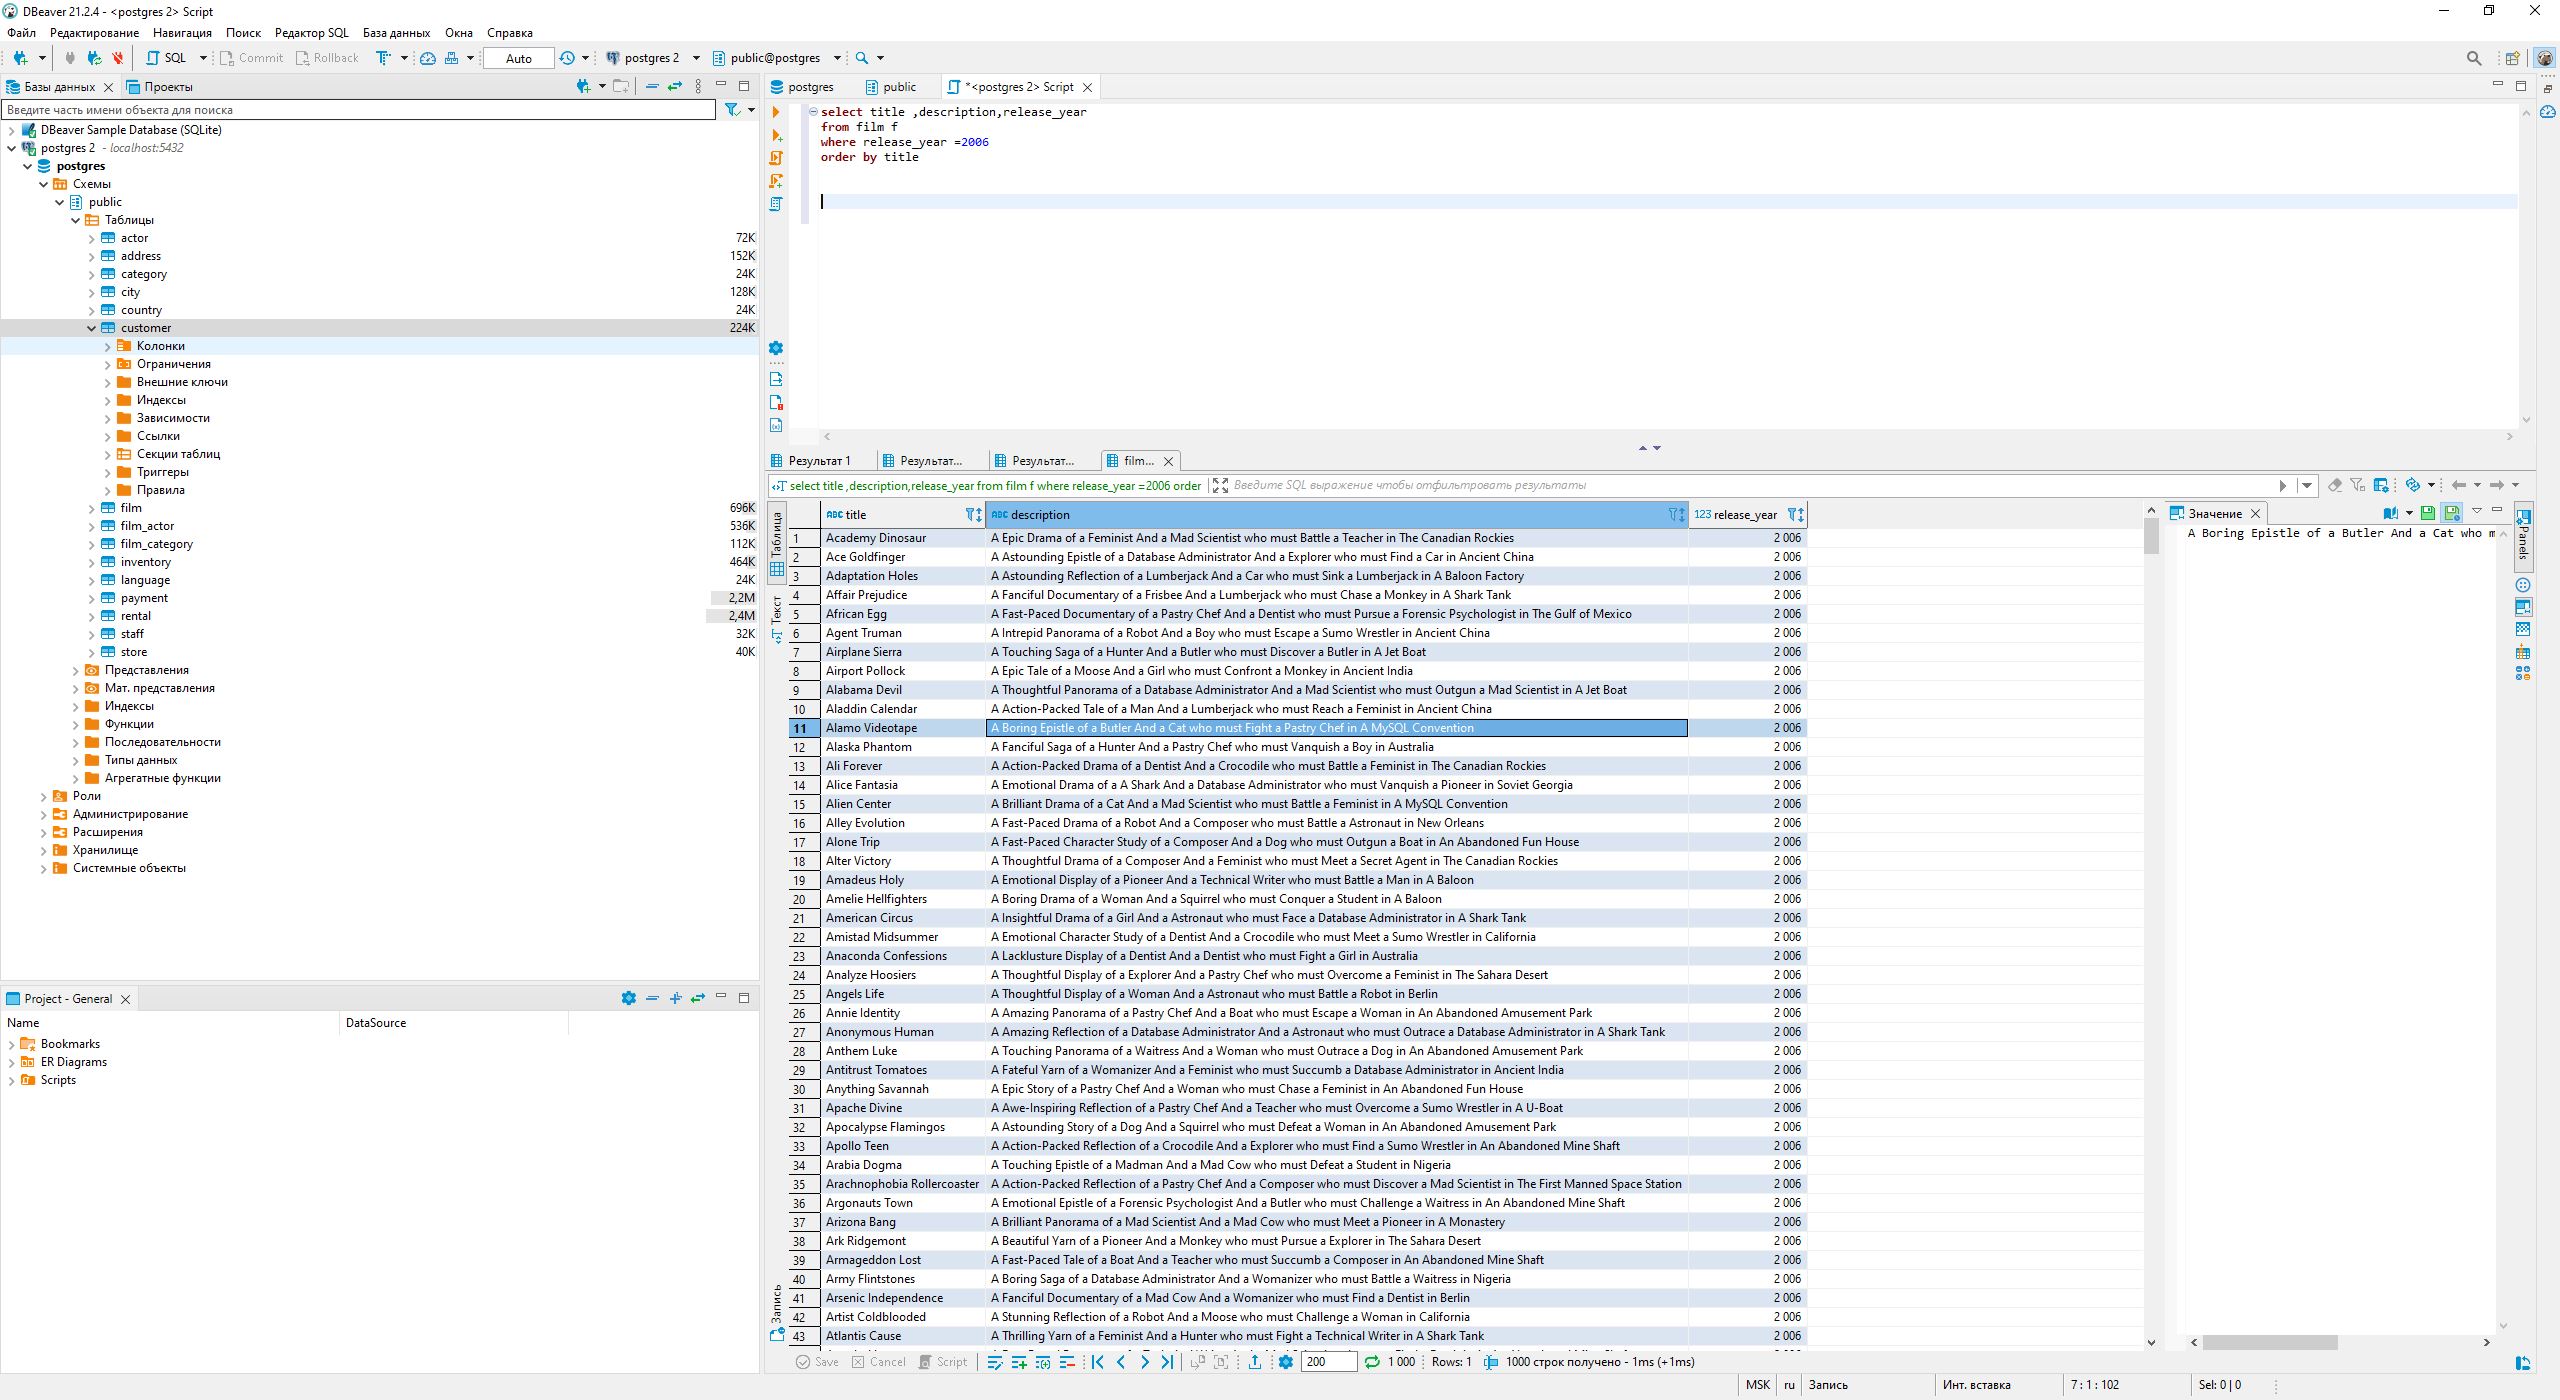 DBeaver 21.2.4 - <postgres 2> Script
Файл Редактирование Навигация Поиск Редактор SQL База данных Окна Справка
SQL Commit Rollback Auto postgres 2 public@postgres
Базы данных Проекты
Введите часть имени объекта для поиска
DBeaver Sample Database (SQLite)
postgres 2 - localhost:5432
postgres
Схемы
public
Таблицы
actor 72K
address 152K
category 24K
city 128K
country 24K
customer 224K
Колонки
Ограничения
Внешние ключи
Индексы
Зависимости
Ссылки
Секции таблиц
Триггеры
Правила
film 696K
film_actor 536K
film_category 112K
inventory 464K
language 24K
payment 2,2M
rental 2,4M
staff 32K
store 40K
Представления
Мат. представления
Индексы
Функции
Последовательности
Типы данных
Агрегатные функции
Роли
Администрирование
Расширения
Хранилище
Системные объекты
Project - General
Name DataSource
Bookmarks
ER Diagrams
Scripts
postgres public *<postgres 2> Script
select title ,description,release_year
from film f
where release_year =2006
order by title
Результат 1 Результат... Результат... film...
select title ,description,release_year from film f where release_year =2006 order Введите SQL выражение чтобы отфильтровать результаты
Таблица
Текст
Запись
ABC title ABC description 123 release_year
1 Academy Dinosaur A Epic Drama of a Feminist And a Mad Scientist who must Battle a Teacher in The Canadian Rockies 2 006
2 Ace Goldfinger A Astounding Epistle of a Database Administrator And a Explorer who must Find a Car in Ancient China 2 006
3 Adaptation Holes A Astounding Reflection of a Lumberjack And a Car who must Sink a Lumberjack in A Baloon Factory 2 006
4 Affair Prejudice A Fanciful Documentary of a Frisbee And a Lumberjack who must Chase a Monkey in A Shark Tank 2 006
5 African Egg A Fast-Paced Documentary of a Pastry Chef And a Dentist who must Pursue a Forensic Psychologist in The Gulf of Mexico 2 006
6 Agent Truman A Intrepid Panorama of a Robot And a Boy who must Escape a Sumo Wrestler in Ancient China 2 006
7 Airplane Sierra A Touching Saga of a Hunter And a Butler who must Discover a Butler in A Jet Boat 2 006
8 Airport Pollock A Epic Tale of a Moose And a Girl who must Confront a Monkey in Ancient India 2 006
9 Alabama Devil A Thoughtful Panorama of a Database Administrator And a Mad Scientist who must Outgun a Mad Scientist in A Jet Boat 2 006
10 Aladdin Calendar A Action-Packed Tale of a Man And a Lumberjack who must Reach a Feminist in Ancient China 2 006
11 Alamo Videotape A Boring Epistle of a Butler And a Cat who must Fight a Pastry Chef in A MySQL Convention 2 006
12 Alaska Phantom A Fanciful Saga of a Hunter And a Pastry Chef who must Vanquish a Boy in Australia 2 006
13 Ali Forever A Action-Packed Drama of a Dentist And a Crocodile who must Battle a Feminist in The Canadian Rockies 2 006
14 Alice Fantasia A Emotional Drama of a A Shark And a Database Administrator who must Vanquish a Pioneer in Soviet Georgia 2 006
15 Alien Center A Brilliant Drama of a Cat And a Mad Scientist who must Battle a Feminist in A MySQL Convention 2 006
16 Alley Evolution A Fast-Paced Drama of a Robot And a Composer who must Battle a Astronaut in New Orleans 2 006
17 Alone Trip A Fast-Paced Character Study of a Composer And a Dog who must Outgun a Boat in An Abandoned Fun House 2 006
18 Alter Victory A Thoughtful Drama of a Composer And a Feminist who must Meet a Secret Agent in The Canadian Rockies 2 006
19 Amadeus Holy A Emotional Display of a Pioneer And a Technical Writer who must Battle a Man in A Baloon 2 006
20 Amelie Hellfighters A Boring Drama of a Woman And a Squirrel who must Conquer a Student in A Baloon 2 006
21 American Circus A Insightful Drama of a Girl And a Astronaut who must Face a Database Administrator in A Shark Tank 2 006
22 Amistad Midsummer A Emotional Character Study of a Dentist And a Crocodile who must Meet a Sumo Wrestler in California 2 006
23 Anaconda Confessions A Lacklusture Display of a Dentist And a Dentist who must Fight a Girl in Australia 2 006
24 Analyze Hoosiers A Thoughtful Display of a Explorer And a Pastry Chef who must Overcome a Feminist in The Sahara Desert 2 006
25 Angels Life A Thoughtful Display of a Woman And a Astronaut who must Battle a Robot in Berlin 2 006
26 Annie Identity A Amazing Panorama of a Pastry Chef And a Boat who must Escape a Woman in An Abandoned Amusement Park 2 006
27 Anonymous Human A Amazing Reflection of a Database Administrator And a Astronaut who must Outrace a Database Administrator in A Shark Tank 2 006
28 Anthem Luke A Touching Panorama of a Waitress And a Woman who must Outrace a Dog in An Abandoned Amusement Park 2 006
29 Antitrust Tomatoes A Fateful Yarn of a Womanizer And a Feminist who must Succumb a Database Administrator in Ancient India 2 006
30 Anything Savannah A Epic Story of a Pastry Chef And a Woman who must Chase a Feminist in An Abandoned Fun House 2 006
31 Apache Divine A Awe-Inspiring Reflection of a Pastry Chef And a Teacher who must Overcome a Sumo Wrestler in A U-Boat 2 006
32 Apocalypse Flamingos A Astounding Story of a Dog And a Squirrel who must Defeat a Woman in An Abandoned Amusement Park 2 006
33 Apollo Teen A Action-Packed Reflection of a Crocodile And a Explorer who must Find a Sumo Wrestler in An Abandoned Mine Shaft 2 006
34 Arabia Dogma A Touching Epistle of a Madman And a Mad Cow who must Defeat a Student in Nigeria 2 006
35 Arachnophobia Rollercoaster A Action-Packed Reflection of a Pastry Chef And a Composer who must Discover a Mad Scientist in The First Manned Space Station 2 006
36 Argonauts Town A Emotional Epistle of a Forensic Psychologist And a Butler who must Challenge a Waitress in An Abandoned Mine Shaft 2 006
37 Arizona Bang A Brilliant Panorama of a Mad Scientist And a Mad Cow who must Meet a Pioneer in A Monastery 2 006
38 Ark Ridgemont A Beautiful Yarn of a Pioneer And a Monkey who must Pursue a Explorer in The Sahara Desert 2 006
39 Armageddon Lost A Fast-Paced Tale of a Boat And a Teacher who must Succumb a Composer in An Abandoned Mine Shaft 2 006
40 Army Flintstones A Boring Saga of a Database Administrator And a Womanizer who must Battle a Waitress in Nigeria 2 006
41 Arsenic Independence A Fanciful Documentary of a Mad Cow And a Womanizer who must Find a Dentist in Berlin 2 006
42 Artist Coldblooded A Stunning Reflection of a Robot And a Moose who must Challenge a Woman in California 2 006
43 Atlantis Cause A Thrilling Yarn of a Feminist And a Hunter who must Fight a Technical Writer in A Shark Tank 2 006
Значение
A Boring Epistle of a Butler And a Cat who m
Panels
Save Cancel Script 200 1 000 Rows: 1 1000 строк получено - 1ms (+1ms)
MSK ru Запись Инт. вставка 7 : 1 : 102 Sel: 0 | 0